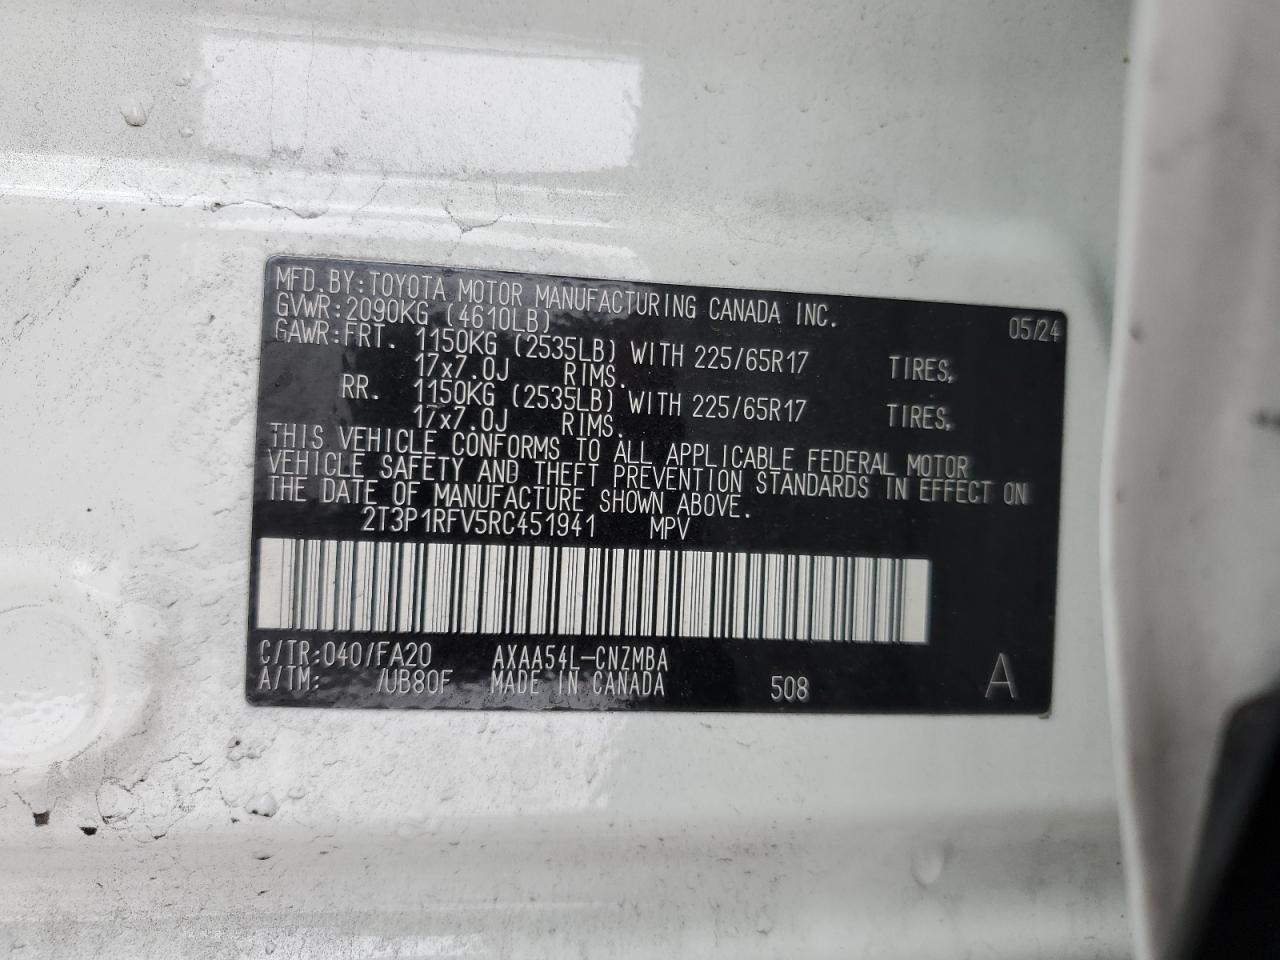 MFD.BY:TOYOTA MOTOR MANUFACTURING CANADA INC.
05/24
GVWR:2090KG (4610LB)
GAWR:FRT. 1150KG (2535LB) WITH 225/65R17 TIRES,
17x7.0J RIMS.
RR. 1150KG (2535LB) WITH 225/65R17 TIRES,
17x7.0J RIMS.
THIS VEHICLE CONFORMS TO ALL APPLICABLE FEDERAL MOTOR
VEHICLE SAFETY AND THEFT PREVENTION STANDARDS IN EFFECT ON
THE DATE OF MANUFACTURE SHOWN ABOVE.
2T3P1RFV5RC451941 MPV
C/TR:040/FA20 AXAA54L-CNZMBA
A/TM: /UB80F MADE IN CANADA 508 A